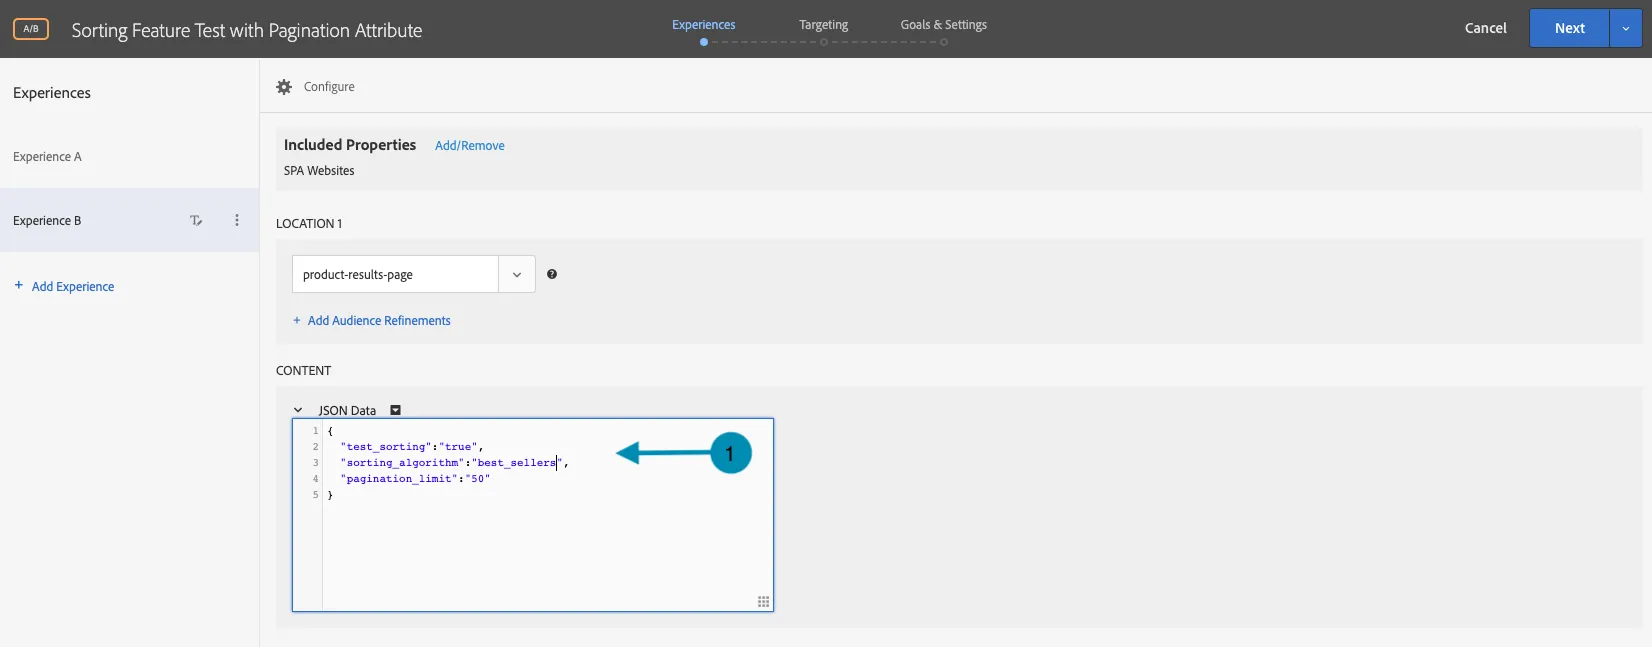 A/B
Sorting Feature Test with Pagination Attribute
Experiences
Targeting
Goals & Settings
Cancel
Next
Experiences
Experience A
Experience B
+ Add Experience
Configure
Included Properties Add/Remove
SPA Websites
LOCATION 1
product-results-page
+ Add Audience Refinements
CONTENT
JSON Data
1 {
2 "test_sorting":"true",
3 "sorting_algorithm":"best_sellers",
4 "pagination_limit":"50"
5 }
1